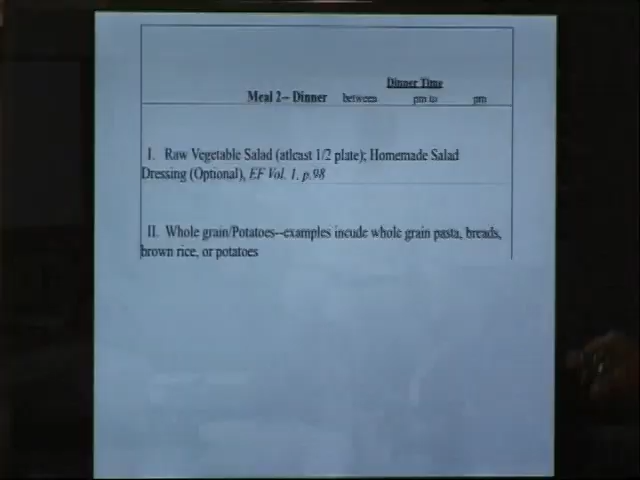 Dinner Time
Meal 2-- Dinner between pm to pm
I. Raw Vegetable Salad (atleast 1/2 plate); Homemade Salad
Dressing (Optional), EF Vol. 1, p.98
II. Whole grain/Potatoes--examples incude whole grain pasta, breads,
brown rice, or potatoes